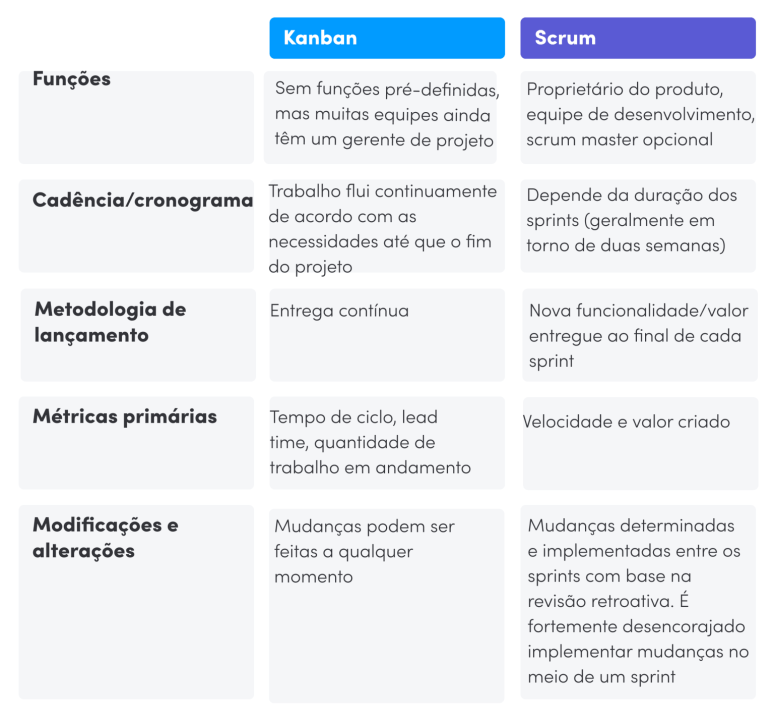 Kanban
Scrum
Funções
Sem funções pré-definidas,
mas muitas equipes ainda
têm um gerente de projeto
Proprietário do produto,
equipe de desenvolvimento,
scrum master opcional
Cadência/cronograma
Trabalho flui continuamente
de acordo com as
necessidades até que o fim
do projeto
Depende da duração dos
sprints (geralmente em
torno de duas semanas)
Metodologia de
lançamento
Entrega contínua
Nova funcionalidade/valor
entregue ao final de cada
sprint
Métricas primárias
Tempo de ciclo, lead
time, quantidade de
trabalho em andamento
Velocidade e valor criado
Modificações e
alterações
Mudanças podem ser
feitas a qualquer
momento
Mudanças determinadas
e implementadas entre os
sprints com base na
revisão retroativa. É
fortemente desencorajado
implementar mudanças no
meio de um sprint